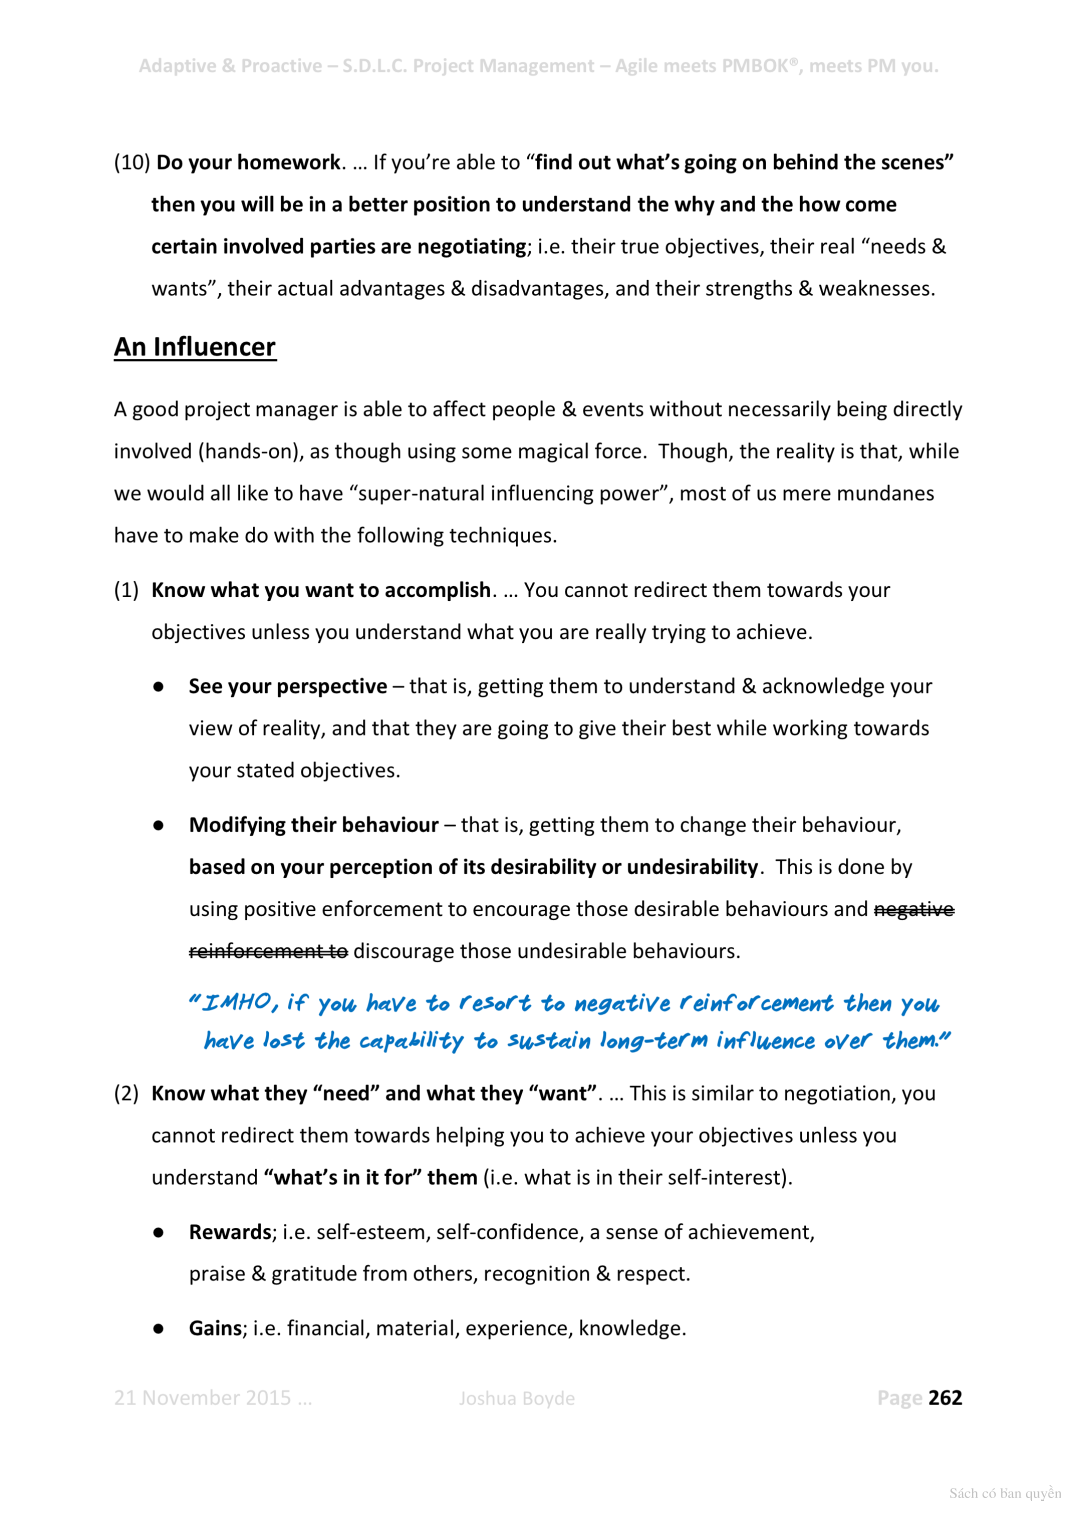 Adaptive & Proactive – S.D.L.C. Project Management – Agile meets PMBOK®, meets PM you.
(10) Do your homework. … If you’re able to “find out what’s going on behind the scenes”
then you will be in a better position to understand the why and the how come
certain involved parties are negotiating; i.e. their true objectives, their real “needs &
wants”, their actual advantages & disadvantages, and their strengths & weaknesses.
An Influencer
A good project manager is able to affect people & events without necessarily being directly
involved (hands-on), as though using some magical force.  Though, the reality is that, while
we would all like to have “super-natural influencing power”, most of us mere mundanes
have to make do with the following techniques.
(1) Know what you want to accomplish. … You cannot redirect them towards your
objectives unless you understand what you are really trying to achieve.
● See your perspective – that is, getting them to understand & acknowledge your
view of reality, and that they are going to give their best while working towards
your stated objectives.
● Modifying their behaviour – that is, getting them to change their behaviour,
based on your perception of its desirability or undesirability.  This is done by
using positive enforcement to encourage those desirable behaviours and negative
reinforcement to discourage those undesirable behaviours.
“IMHO, if you have to resort to negative reinforcement then you
have lost the capability to sustain long-term influence over them.”
(2) Know what they “need” and what they “want”. … This is similar to negotiation, you
cannot redirect them towards helping you to achieve your objectives unless you
understand “what’s in it for” them (i.e. what is in their self-interest).
● Rewards; i.e. self-esteem, self-confidence, a sense of achievement,
praise & gratitude from others, recognition & respect.
● Gains; i.e. financial, material, experience, knowledge.
21 November 2015 … Joshua Boyde Page 262
Sách có bản quyền